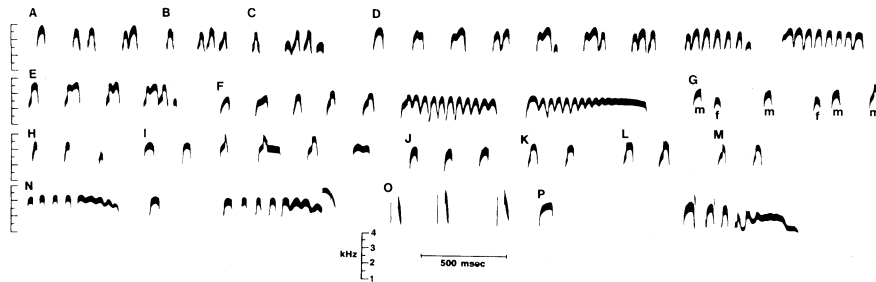 A B C D
E F G
m f m f m m
H I J K L M
N O P
4
3
kHz 2
1
500 msec